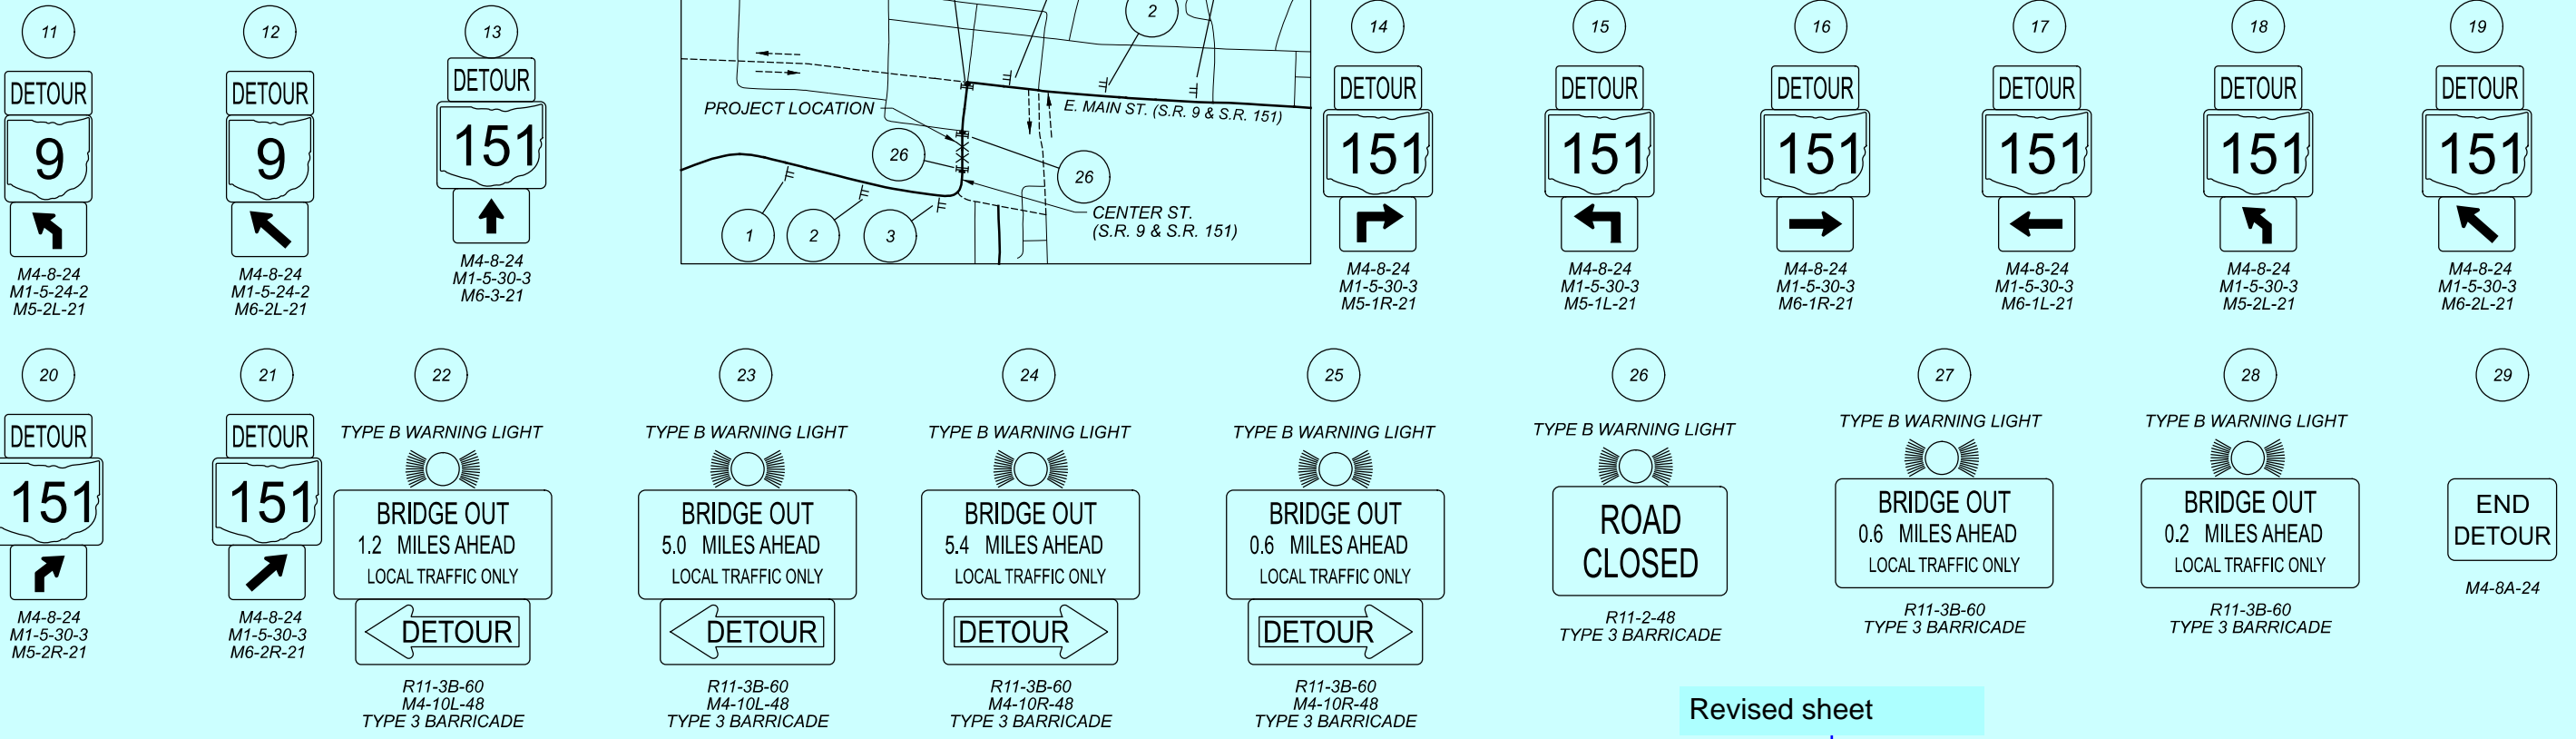 11
DETOUR
9
M4-8-24
M1-5-24-2
M5-2L-21
12
DETOUR
9
M4-8-24
M1-5-24-2
M6-2L-21
13
DETOUR
151
M4-8-24
M1-5-30-3
M6-3-21
2
PROJECT LOCATION
E. MAIN ST. (S.R. 9 & S.R. 151)
26
26
1
2
3
CENTER ST.
(S.R. 9 & S.R. 151)
14
DETOUR
151
M4-8-24
M1-5-30-3
M5-1R-21
15
DETOUR
151
M4-8-24
M1-5-30-3
M5-1L-21
16
DETOUR
151
M4-8-24
M1-5-30-3
M6-1R-21
17
DETOUR
151
M4-8-24
M1-5-30-3
M6-1L-21
18
DETOUR
151
M4-8-24
M1-5-30-3
M5-2L-21
19
DETOUR
151
M4-8-24
M1-5-30-3
M6-2L-21
20
DETOUR
151
M4-8-24
M1-5-30-3
M5-2R-21
21
DETOUR
151
M4-8-24
M1-5-30-3
M6-2R-21
22
TYPE B WARNING LIGHT
BRIDGE OUT
1.2 MILES AHEAD
LOCAL TRAFFIC ONLY
DETOUR
R11-3B-60
M4-10L-48
TYPE 3 BARRICADE
23
TYPE B WARNING LIGHT
BRIDGE OUT
5.0 MILES AHEAD
LOCAL TRAFFIC ONLY
DETOUR
R11-3B-60
M4-10L-48
TYPE 3 BARRICADE
24
TYPE B WARNING LIGHT
BRIDGE OUT
5.4 MILES AHEAD
LOCAL TRAFFIC ONLY
DETOUR
R11-3B-60
M4-10R-48
TYPE 3 BARRICADE
25
TYPE B WARNING LIGHT
BRIDGE OUT
0.6 MILES AHEAD
LOCAL TRAFFIC ONLY
DETOUR
R11-3B-60
M4-10R-48
TYPE 3 BARRICADE
26
TYPE B WARNING LIGHT
ROAD
CLOSED
R11-2-48
TYPE 3 BARRICADE
27
TYPE B WARNING LIGHT
BRIDGE OUT
0.6 MILES AHEAD
LOCAL TRAFFIC ONLY
R11-3B-60
TYPE 3 BARRICADE
28
TYPE B WARNING LIGHT
BRIDGE OUT
0.2 MILES AHEAD
LOCAL TRAFFIC ONLY
R11-3B-60
TYPE 3 BARRICADE
29
END
DETOUR
M4-8A-24
Revised sheet